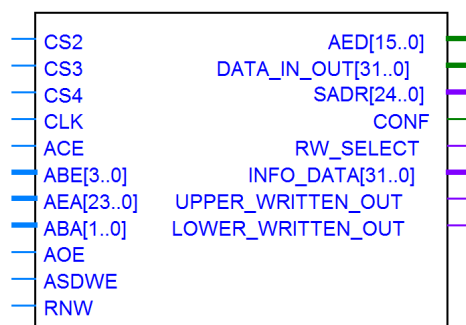 CS2
CS3
CS4
CLK
ACE
ABE[3..0]
AEA[23..0]
ABA[1..0]
AOE
ASDWE
RNW
AED[15..0]
DATA_IN_OUT[31..0]
SADR[24..0]
CONF
RW_SELECT
INFO_DATA[31..0]
UPPER_WRITTEN_OUT
LOWER_WRITTEN_OUT